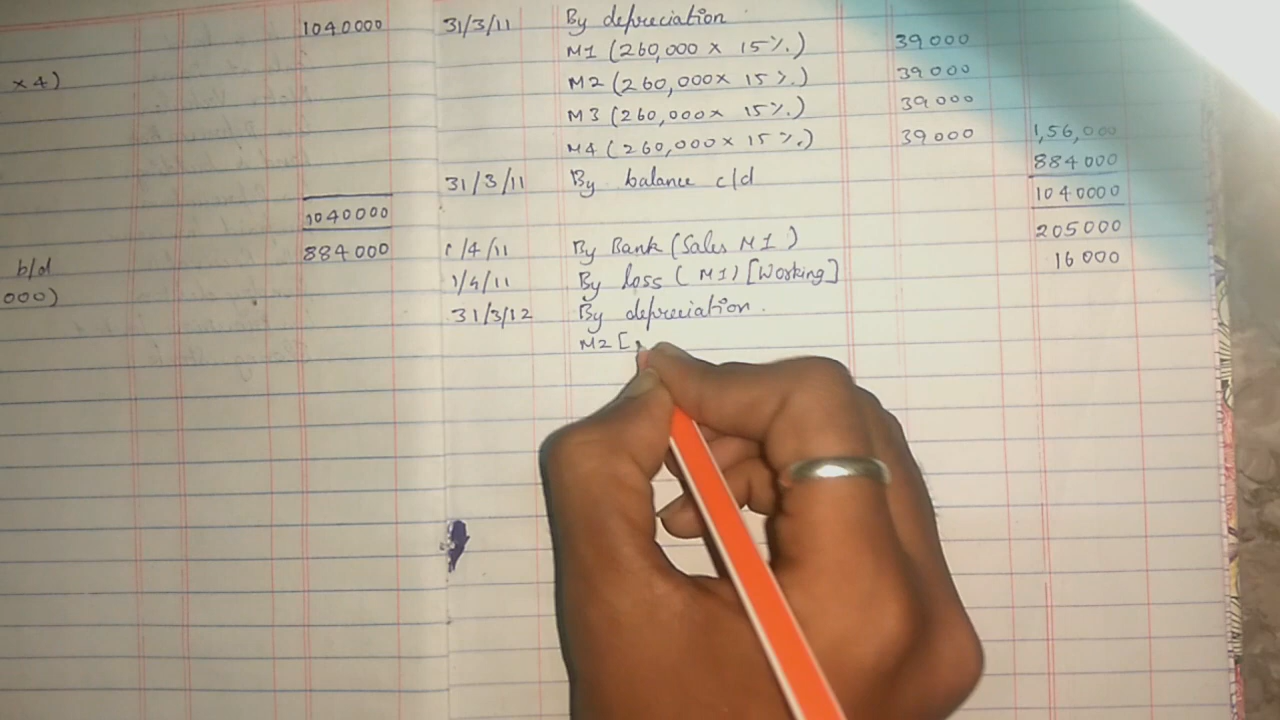 1040000 31/3/11 By depreciation
M1 (260,000 x 15%) 39000
x 4) M2 (260,000 x 15%) 39000
M3 (260,000 x 15%) 39000
M4 (260,000 x 15%) 39000 1,56,000
31/3/11 By balance c/d 884000
1040000 1040000
884000 1/4/11 By Bank (Sales M1) 205000
b/d 1/4/11 By loss (M1) [Working] 16000
000) 31/3/12 By depreciation.
M2 [